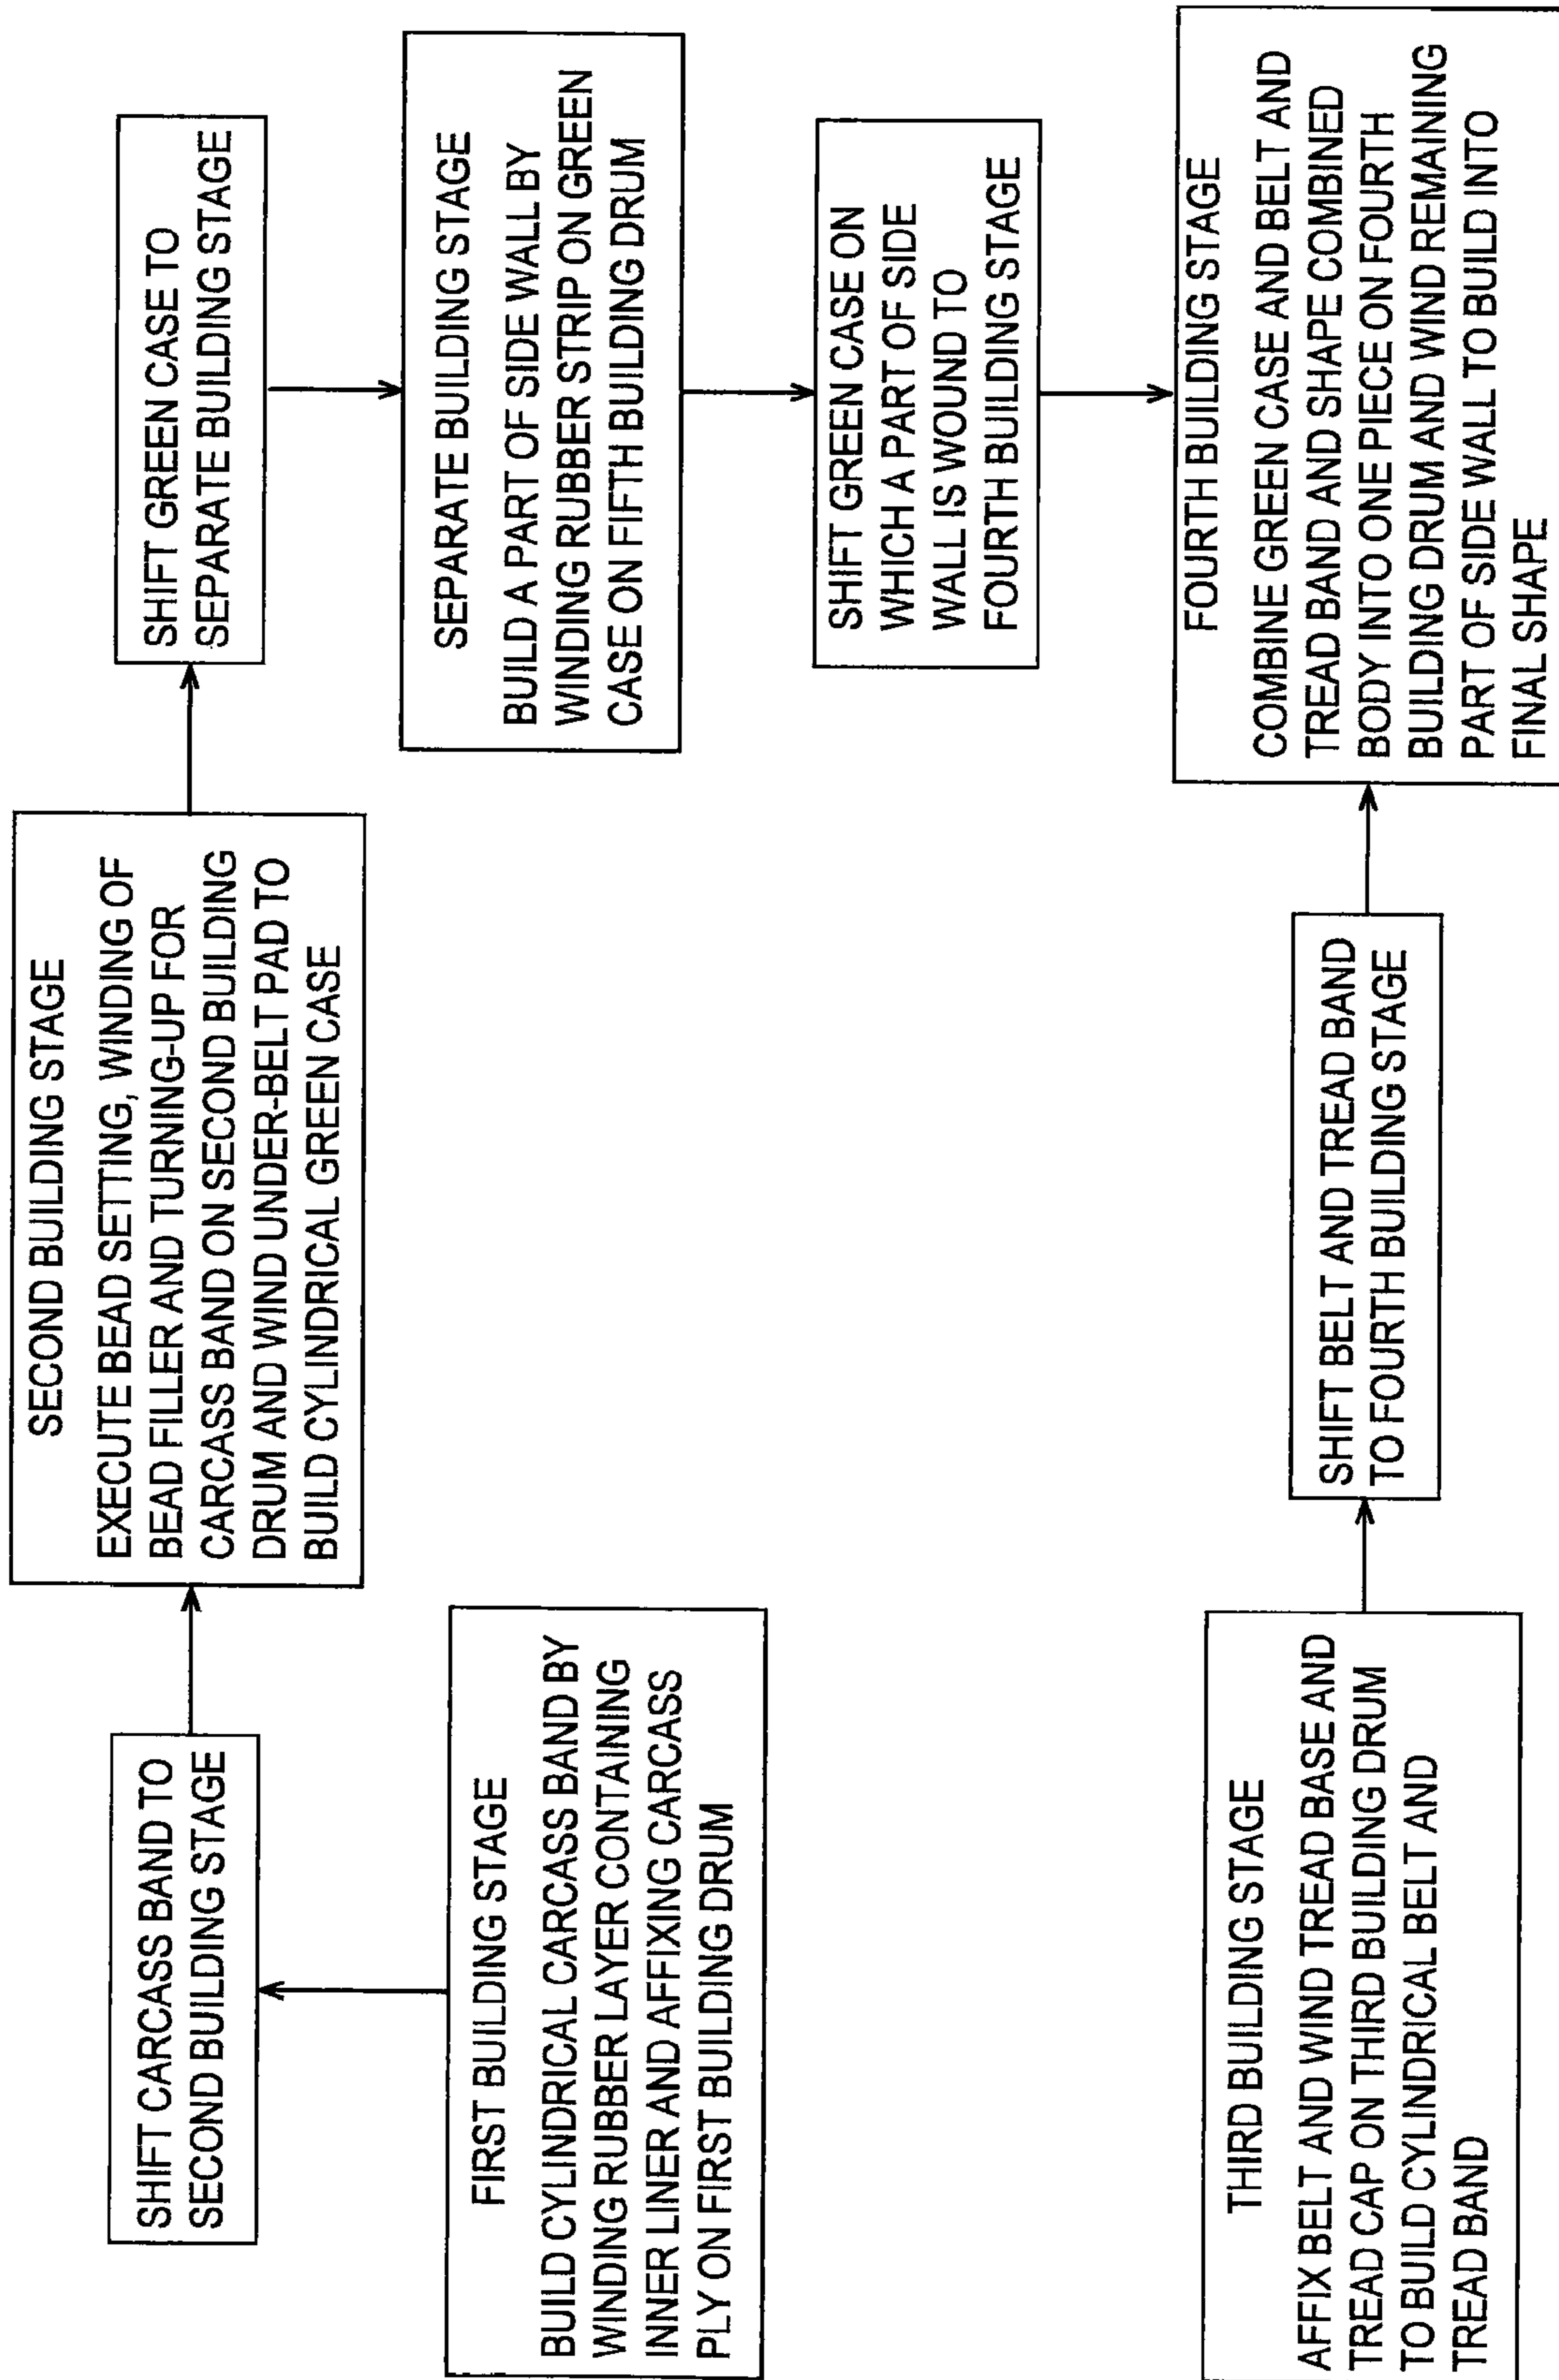 FIRST BUILDING STAGE
BUILD CYLINDRICAL CARCASS BAND BY
WINDING RUBBER LAYER CONTAINING
INNER LINER AND AFFIXING CARCASS
PLY ON FIRST BUILDING DRUM
SHIFT CARCASS BAND TO
SECOND BUILDING STAGE
SECOND BUILDING STAGE
EXECUTE BEAD SETTING, WINDING OF
BEAD FILLER AND TURNING-UP FOR
CARCASS BAND ON SECOND BUILDING
DRUM AND WIND UNDER-BELT PAD TO
BUILD CYLINDRICAL GREEN CASE
SHIFT GREEN CASE TO
SEPARATE BUILDING STAGE
SEPARATE BUILDING STAGE
BUILD A PART OF SIDE WALL BY
WINDING RUBBER STRIP ON GREEN
CASE ON FIFTH BUILDING DRUM
SHIFT GREEN CASE ON
WHICH A PART OF SIDE
WALL IS WOUND TO
FOURTH BUILDING STAGE
THIRD BUILDING STAGE
AFFIX BELT AND WIND TREAD BASE AND
TREAD CAP ON THIRD BUILDING DRUM
TO BUILD CYLINDRICAL BELT AND
TREAD BAND
SHIFT BELT AND TREAD BAND
TO FOURTH BUILDING STAGE
FOURTH BUILDING STAGE
COMBINE GREEN CASE AND BELT AND
TREAD BAND AND SHAPE COMBINED
BODY INTO ONE PIECE ON FOURTH
BUILDING DRUM AND WIND REMAINING
PART OF SIDE WALL TO BUILD INTO
FINAL SHAPE